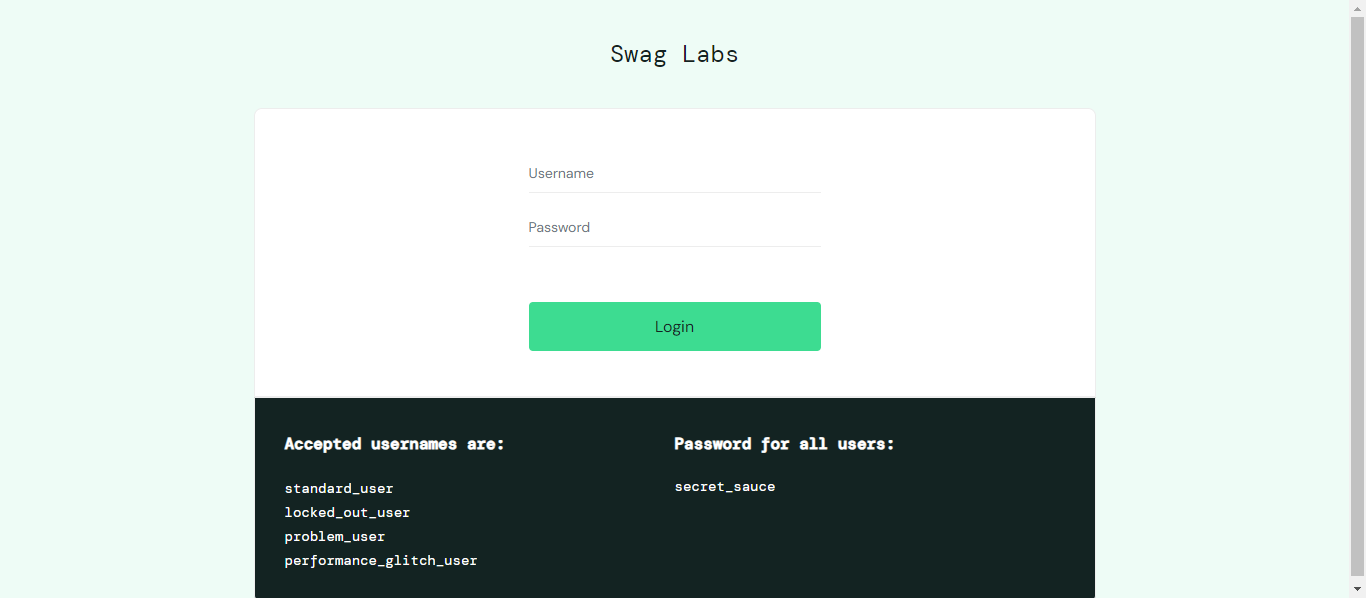 Swag Labs
Username
Password
Login
Accepted usernames are:
standard_user
locked_out_user
problem_user
performance_glitch_user
Password for all users:
secret_sauce